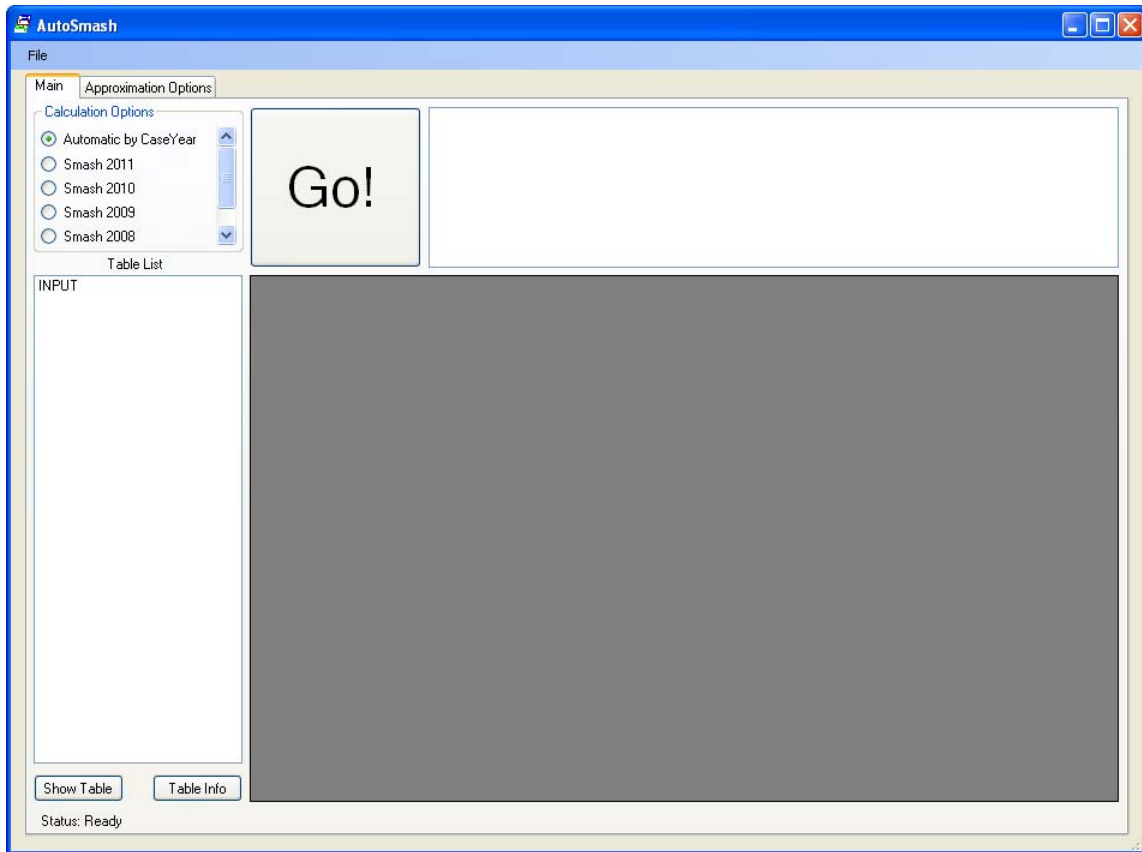 AutoSmash
File
Main
Approximation Options
Calculation Options
Automatic by CaseYear
Smash 2011
Smash 2010
Smash 2009
Smash 2008
Go!
Table List
INPUT
Show Table
Table Info
Status: Ready